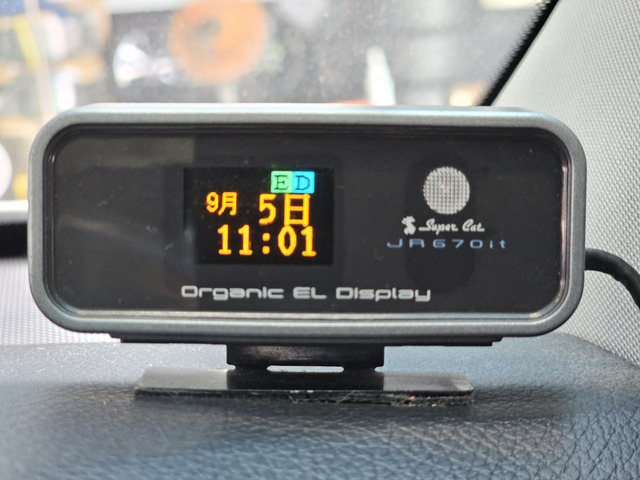 ED
9月 5日
11:01
Super Cat
JR670it
Organic EL Display